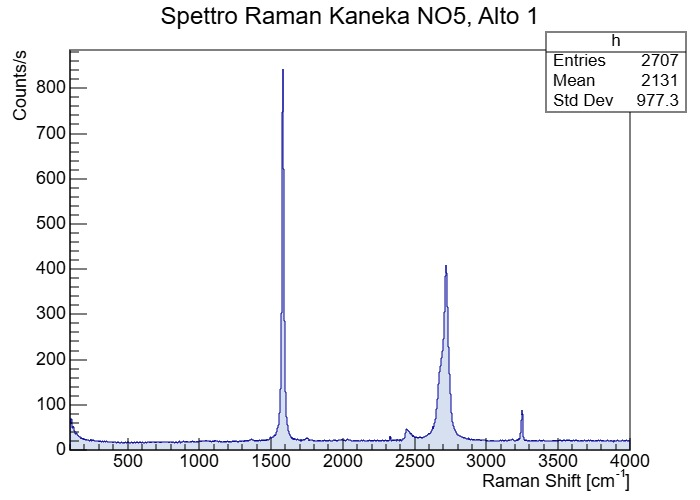 Spettro Raman Kaneka NO5, Alto 1
h
Entries 2707
Mean 2131
Std Dev 977.3
Counts/s
800
700
600
500
400
300
200
100
0
500 1000 1500 2000 2500 3000 3500 4000
Raman Shift [cm⁻¹]